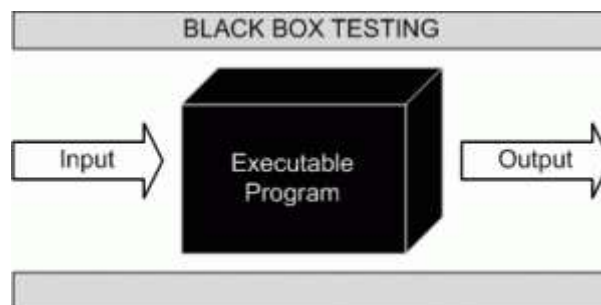 BLACK BOX TESTING
Input
Executable
Program
Output